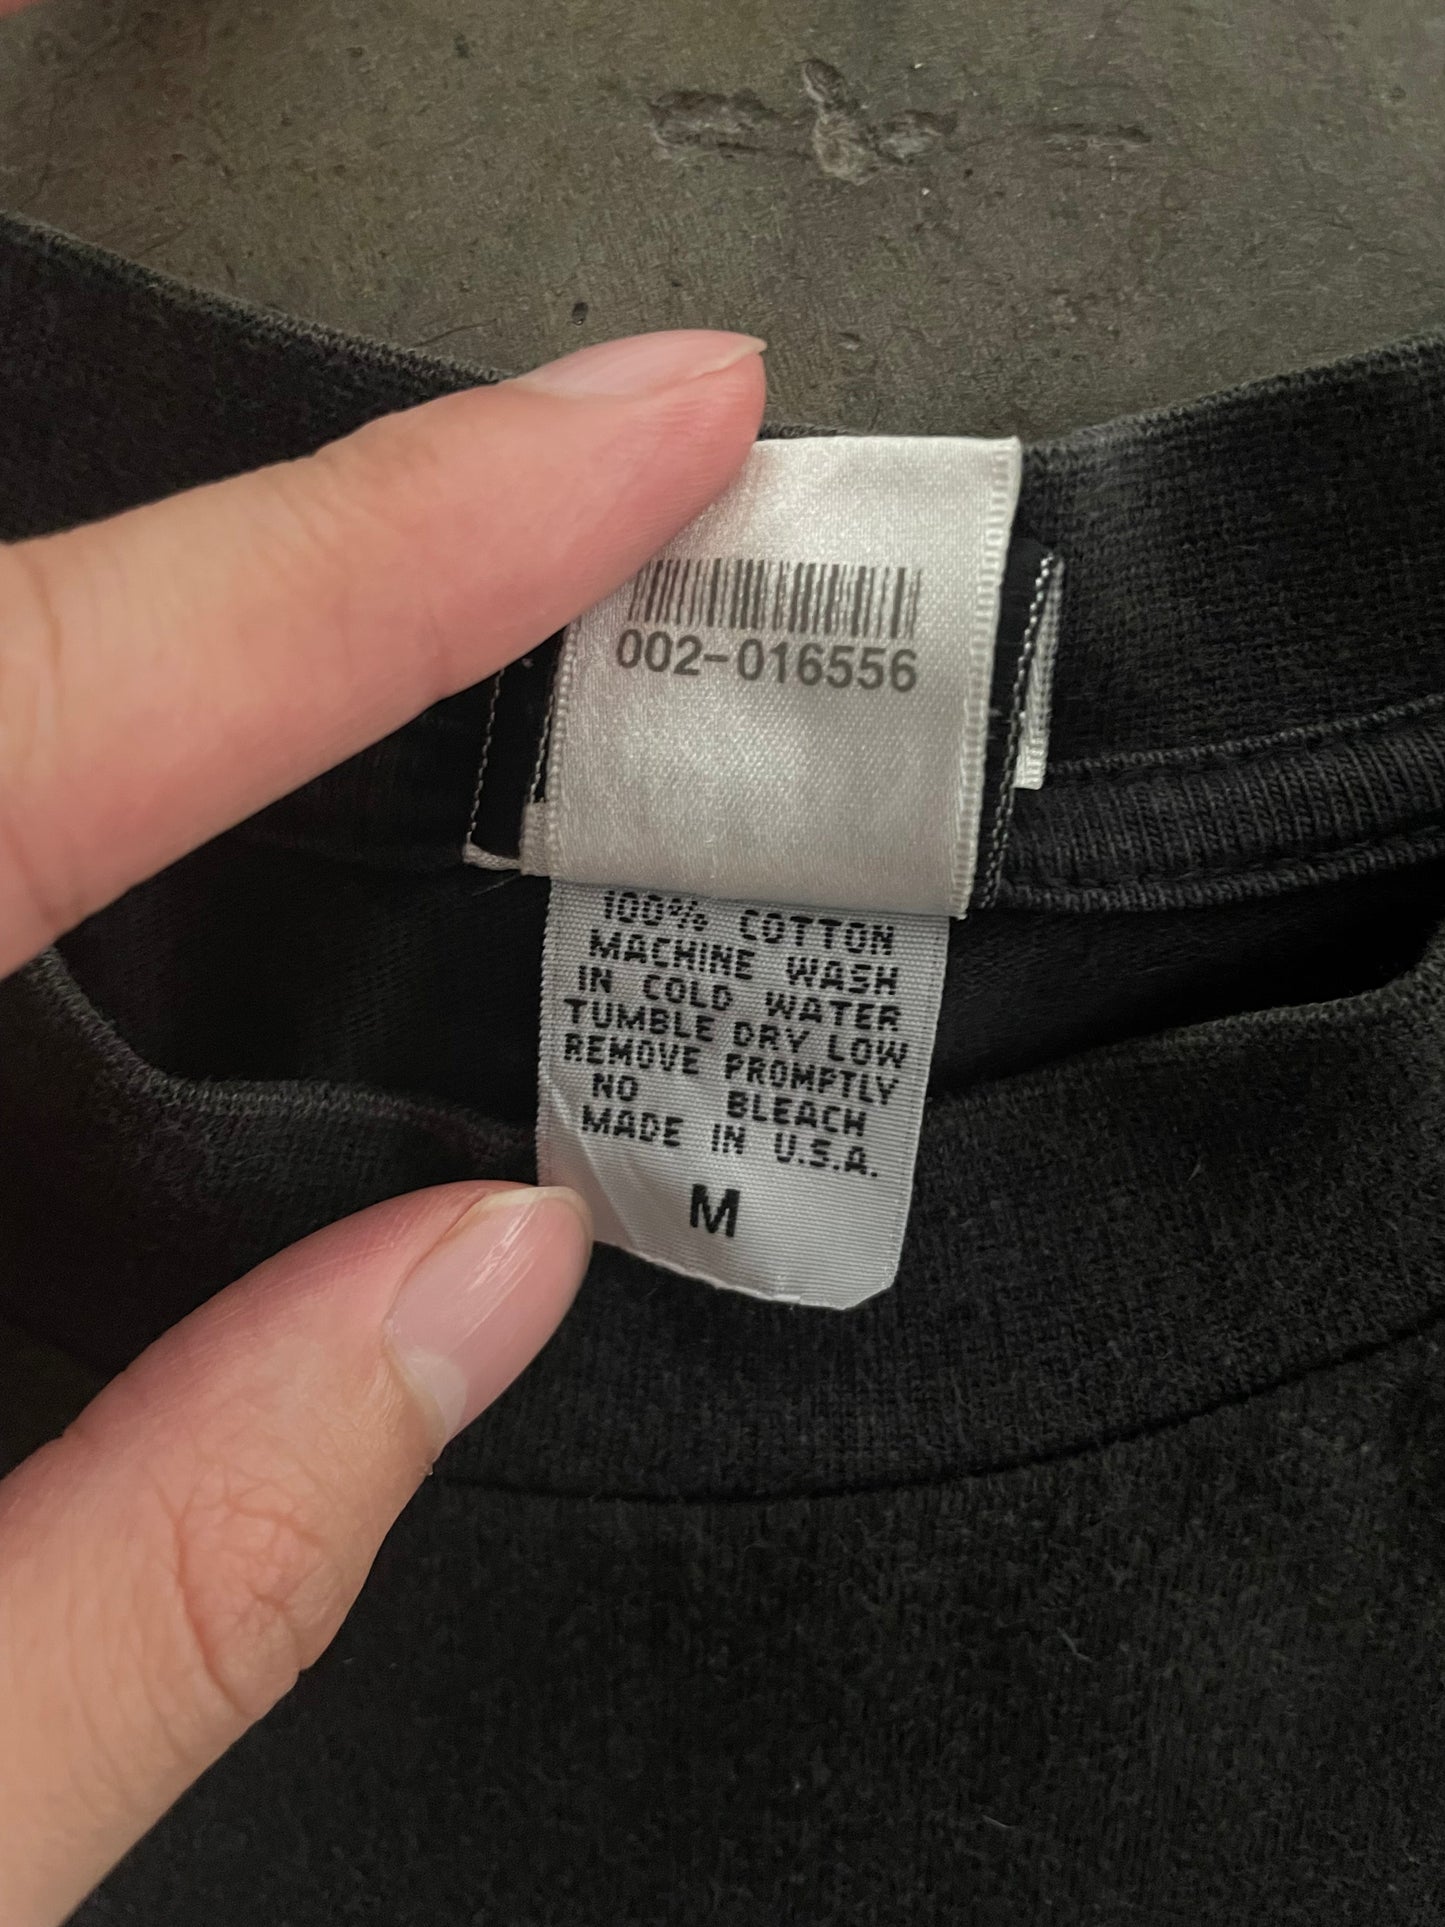 002-016556
100% COTTON
MACHINE WASH
IN COLD WATER
TUMBLE DRY LOW
REMOVE PROMPTLY
NO BLEACH
MADE IN U.S.A.
M